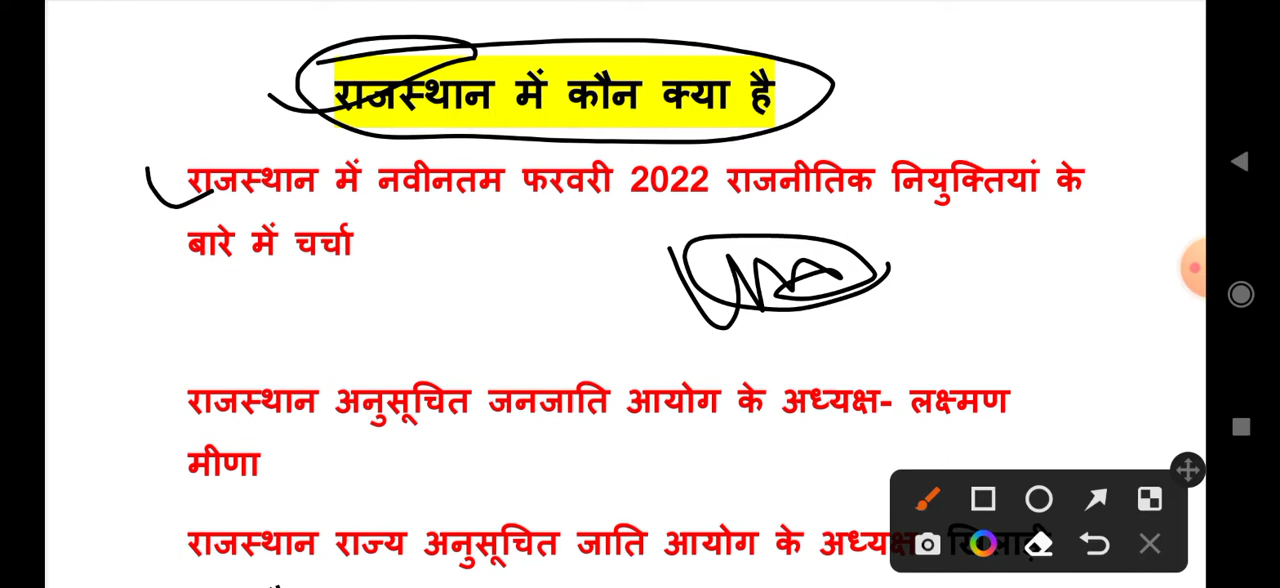 राजस्थान में कौन क्या है
राजस्थान में नवीनतम फरवरी 2022 राजनीतिक नियुक्तियां के
बारे में चर्चा
राजस्थान अनुसूचित जनजाति आयोग के अध्यक्ष- लक्ष्मण
मीणा
राजस्थान राज्य अनुसूचित जाति आयोग के अध्यक्ष